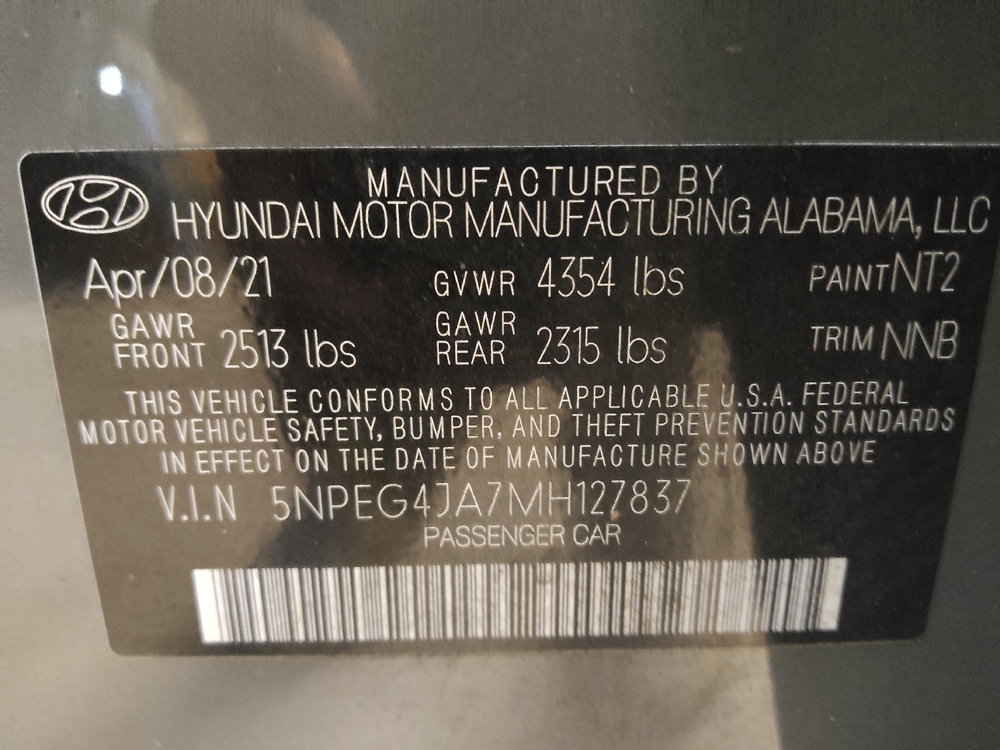 MANUFACTURED BY
HYUNDAI MOTOR MANUFACTURING ALABAMA, LLC
Apr/08/21 GVWR 4354 lbs PAINT NT2
GAWR FRONT 2513 lbs GAWR REAR 2315 lbs TRIM NNB
THIS VEHICLE CONFORMS TO ALL APPLICABLE U.S.A. FEDERAL
MOTOR VEHICLE SAFETY, BUMPER, AND THEFT PREVENTION STANDARDS
IN EFFECT ON THE DATE OF MANUFACTURE SHOWN ABOVE
V.I.N 5NPEG4JA7MH127837
PASSENGER CAR